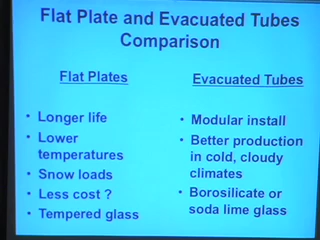 Flat Plate and Evacuated Tubes
Comparison
Flat Plates
• Longer life
• Lower
temperatures
• Snow loads
• Less cost ?
• Tempered glass
Evacuated Tubes
• Modular install
• Better production
in cold, cloudy
climates
• Borosilicate or
soda lime glass